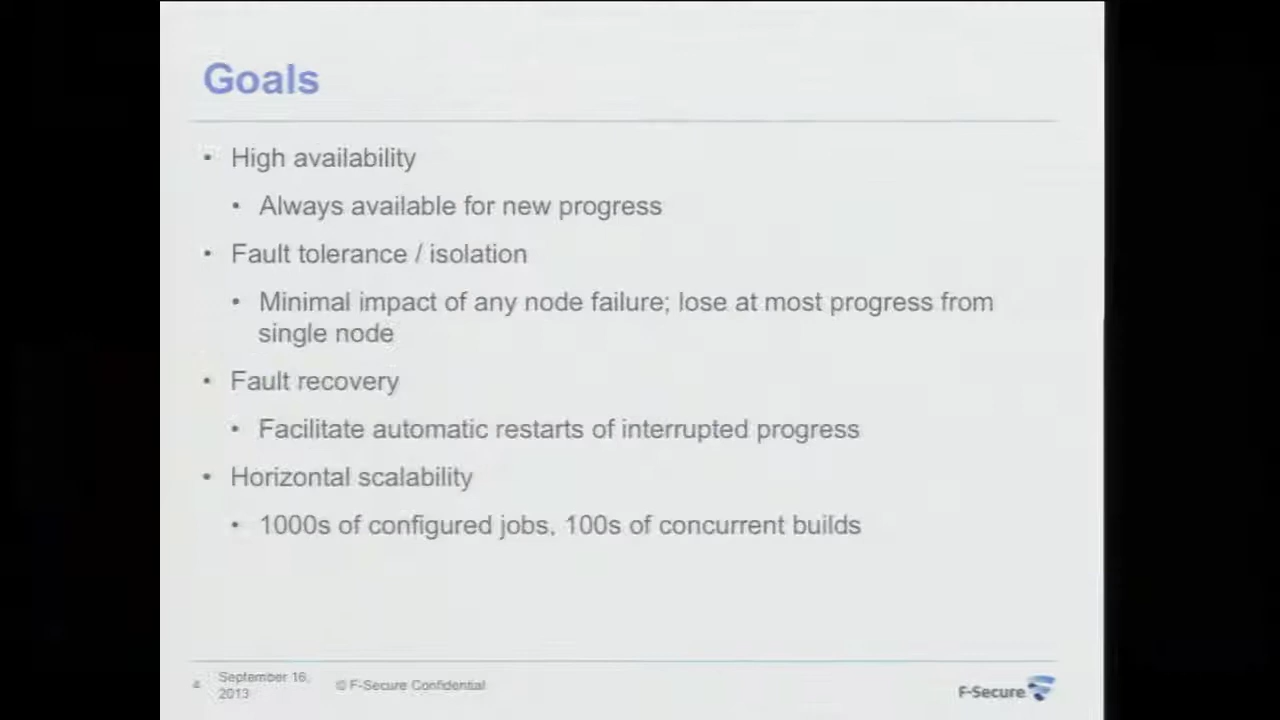 Goals
• High availability
• Always available for new progress
• Fault tolerance / isolation
• Minimal impact of any node failure; lose at most progress from
single node
• Fault recovery
• Facilitate automatic restarts of interrupted progress
• Horizontal scalability
• 1000s of configured jobs, 100s of concurrent builds
4
September 16,
2013
© F-Secure Confidential
F-Secure